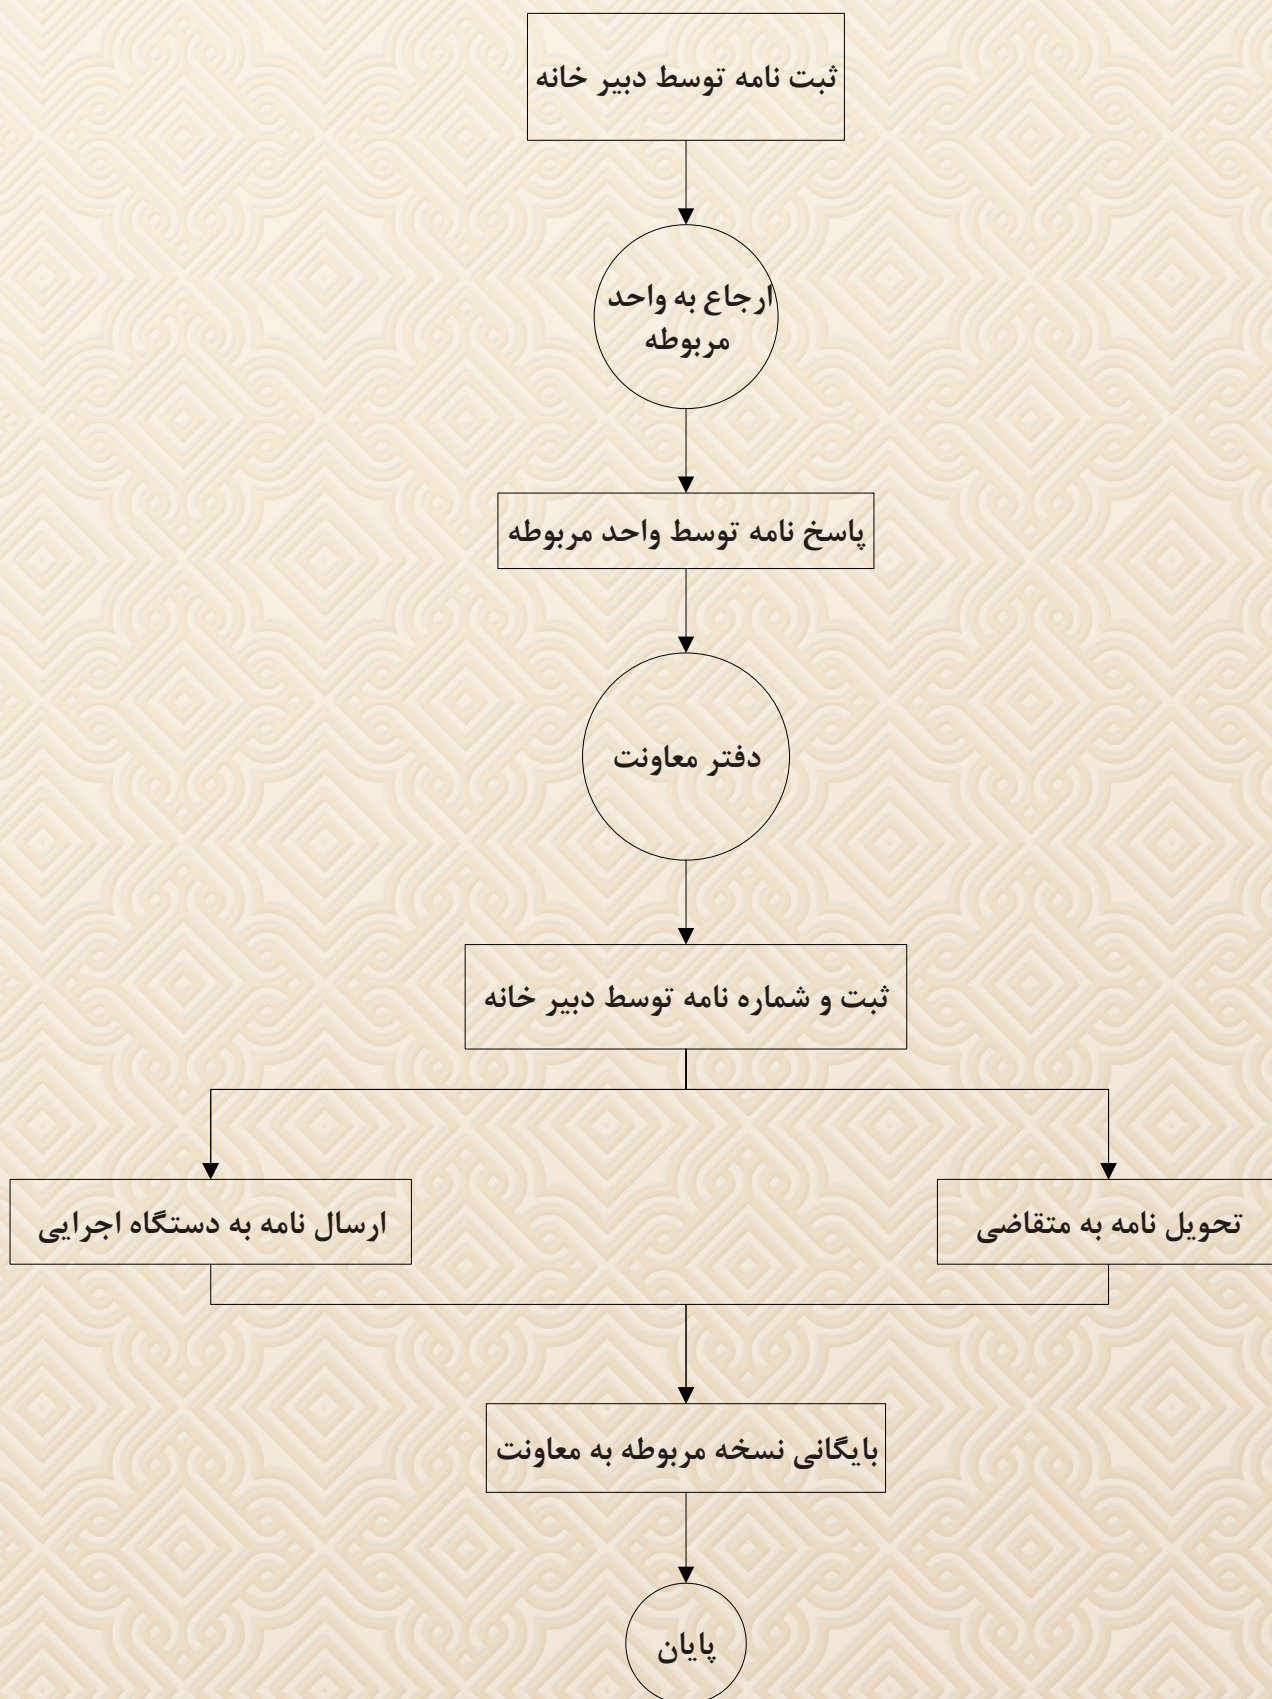 ثبت نامه توسط دبیر خانه
ارجاع به واحد
مربوطه
پاسخ نامه توسط واحد مربوطه
دفتر معاونت
ثبت و شماره نامه توسط دبیر خانه
تحویل نامه به متقاضی
ارسال نامه به دستگاه اجرایی
بایگانی نسخه مربوطه به معاونت
پایان